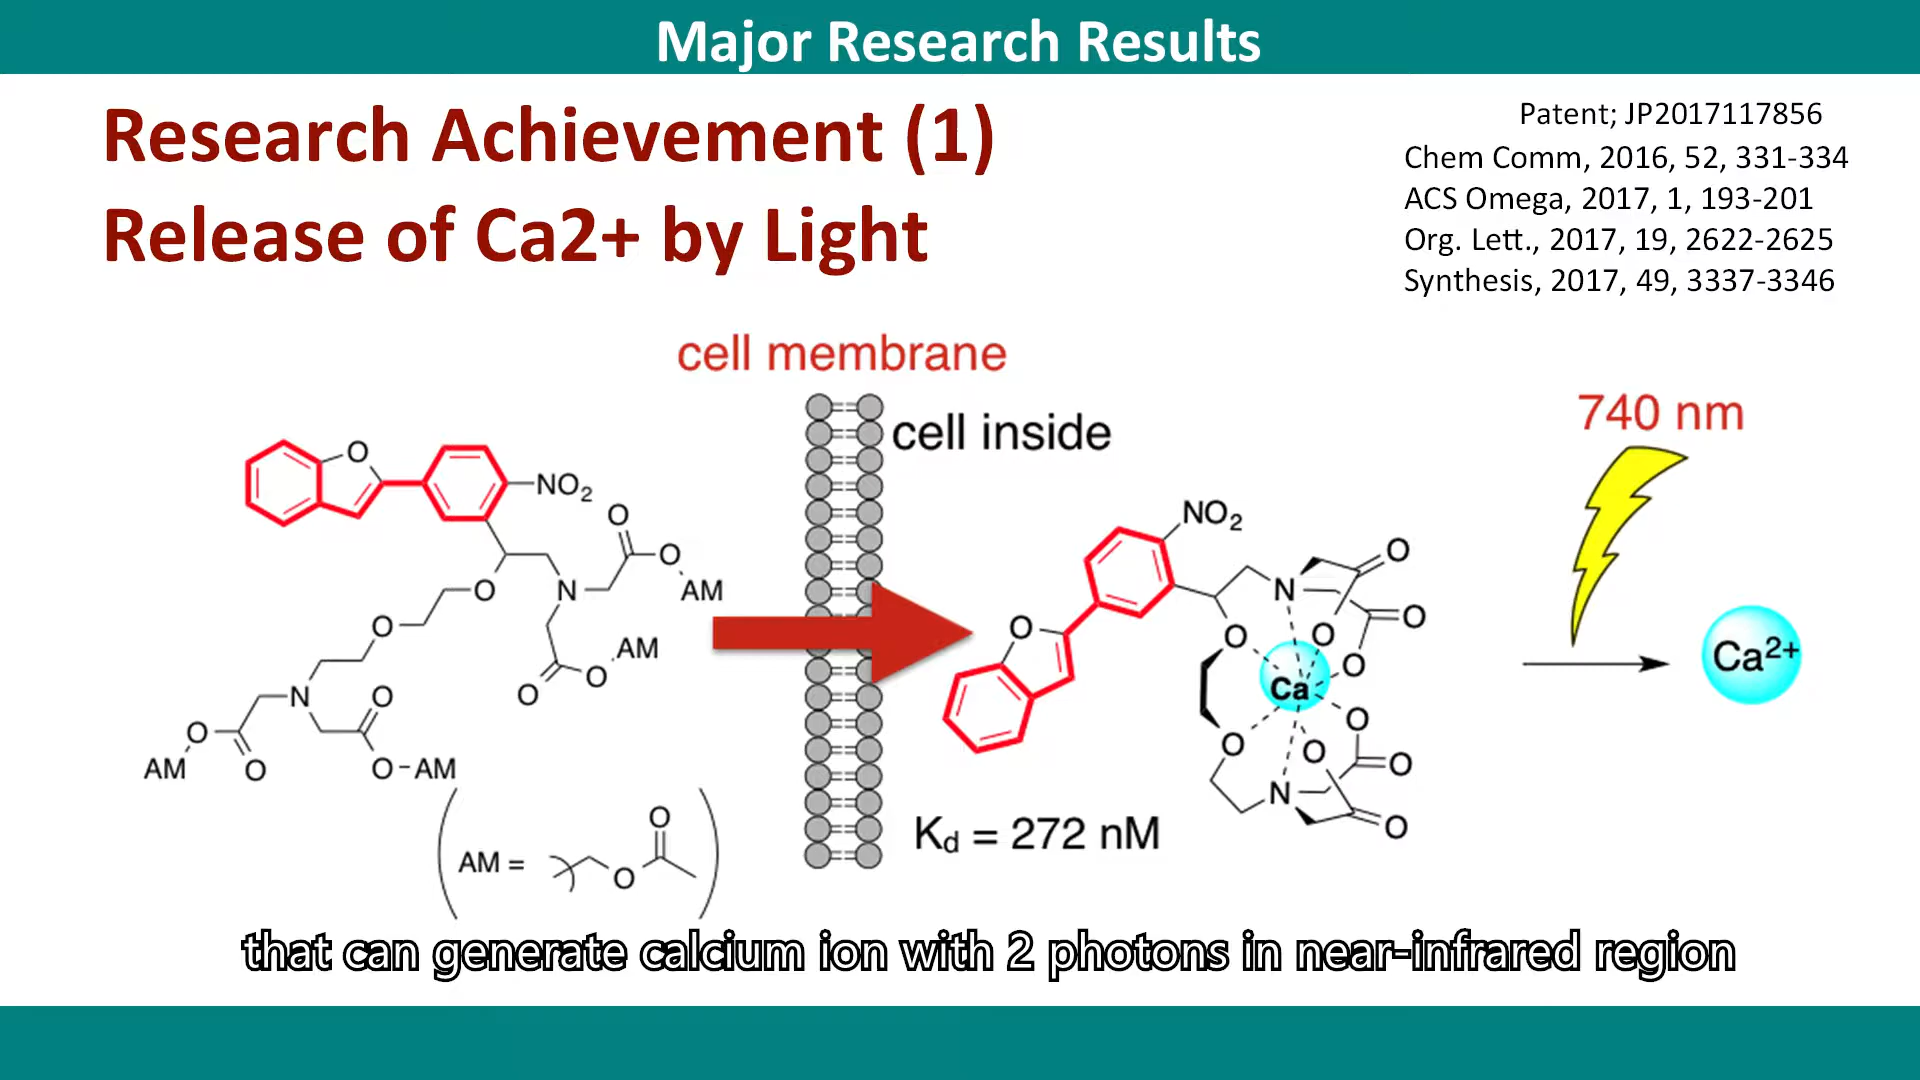 Major Research Results
Research Achievement (1)
Release of Ca2+ by Light
Patent; JP2017117856
Chem Comm, 2016, 52, 331-334
ACS Omega, 2017, 1, 193-201
Org. Lett., 2017, 19, 2622-2625
Synthesis, 2017, 49, 3337-3346
cell membrane
cell inside
740 nm
O
NO2
O
O
AM
O
N
O
AM
O
O
N
O
O
AM
O
O-AM
AM =
O
O
NO2
O
N
O
O
O
O
O
Ca
O
O
O
O
N
O
Kd = 272 nM
Ca2+
that can generate calcium ion with 2 photons in near-infrared region